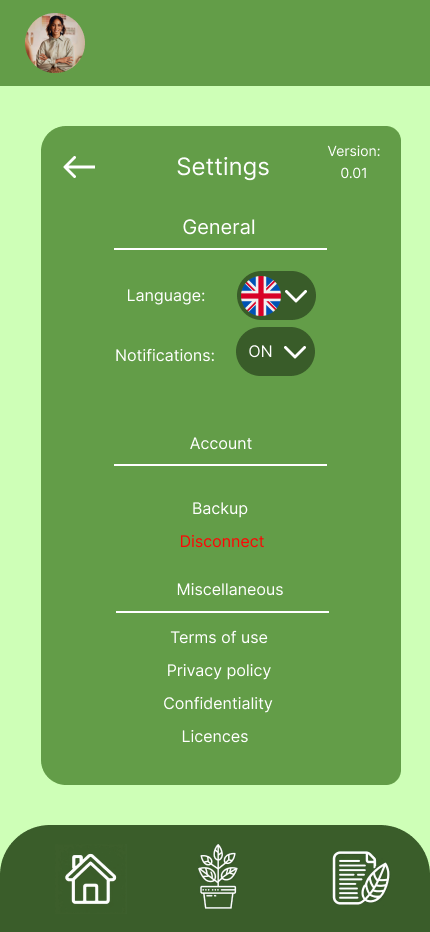 Version:
0.01
Settings
General
Language:
Notifications:
ON
Account
Backup
Disconnect
Miscellaneous
Terms of use
Privacy policy
Confidentiality
Licences